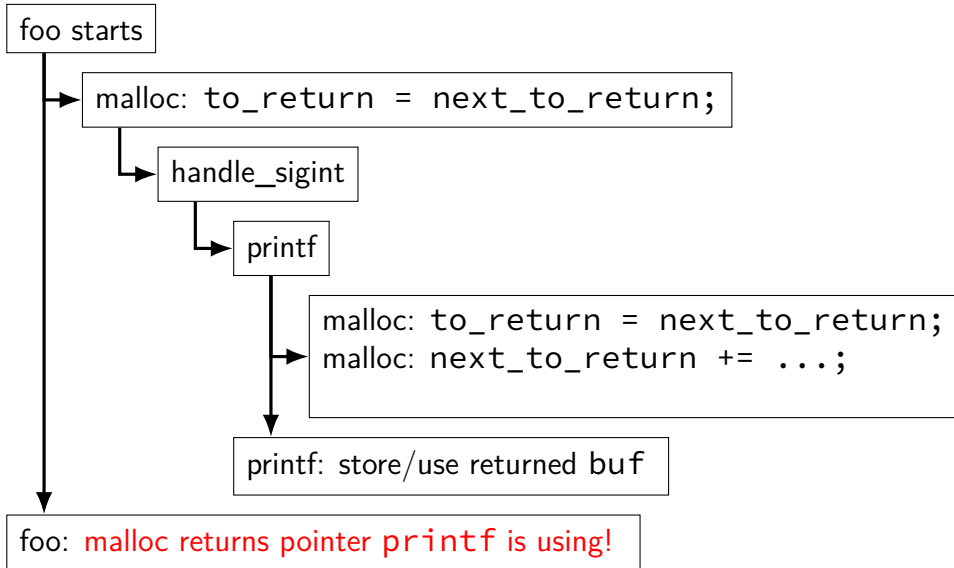 foo starts
malloc: to_return = next_to_return;
handle_sigint
printf
malloc: to_return = next_to_return;
malloc: next_to_return += ...;
printf: store/use returned buf
foo: malloc returns pointer printf is using!